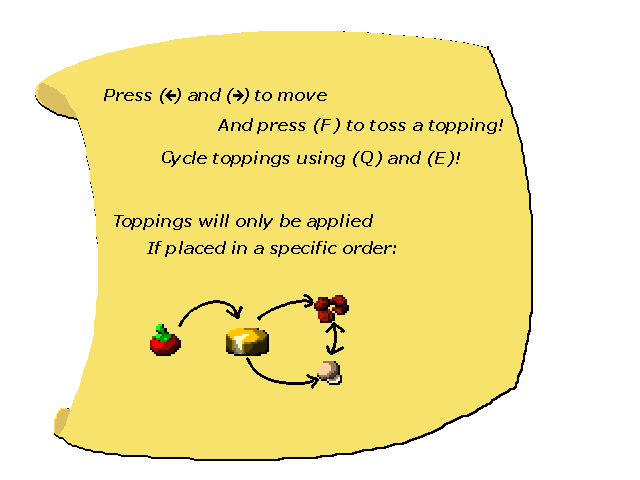 Press (←) and (→) to move
And press (F) to toss a topping!
Cycle toppings using (Q) and (E)!
Toppings will only be applied
If placed in a specific order: